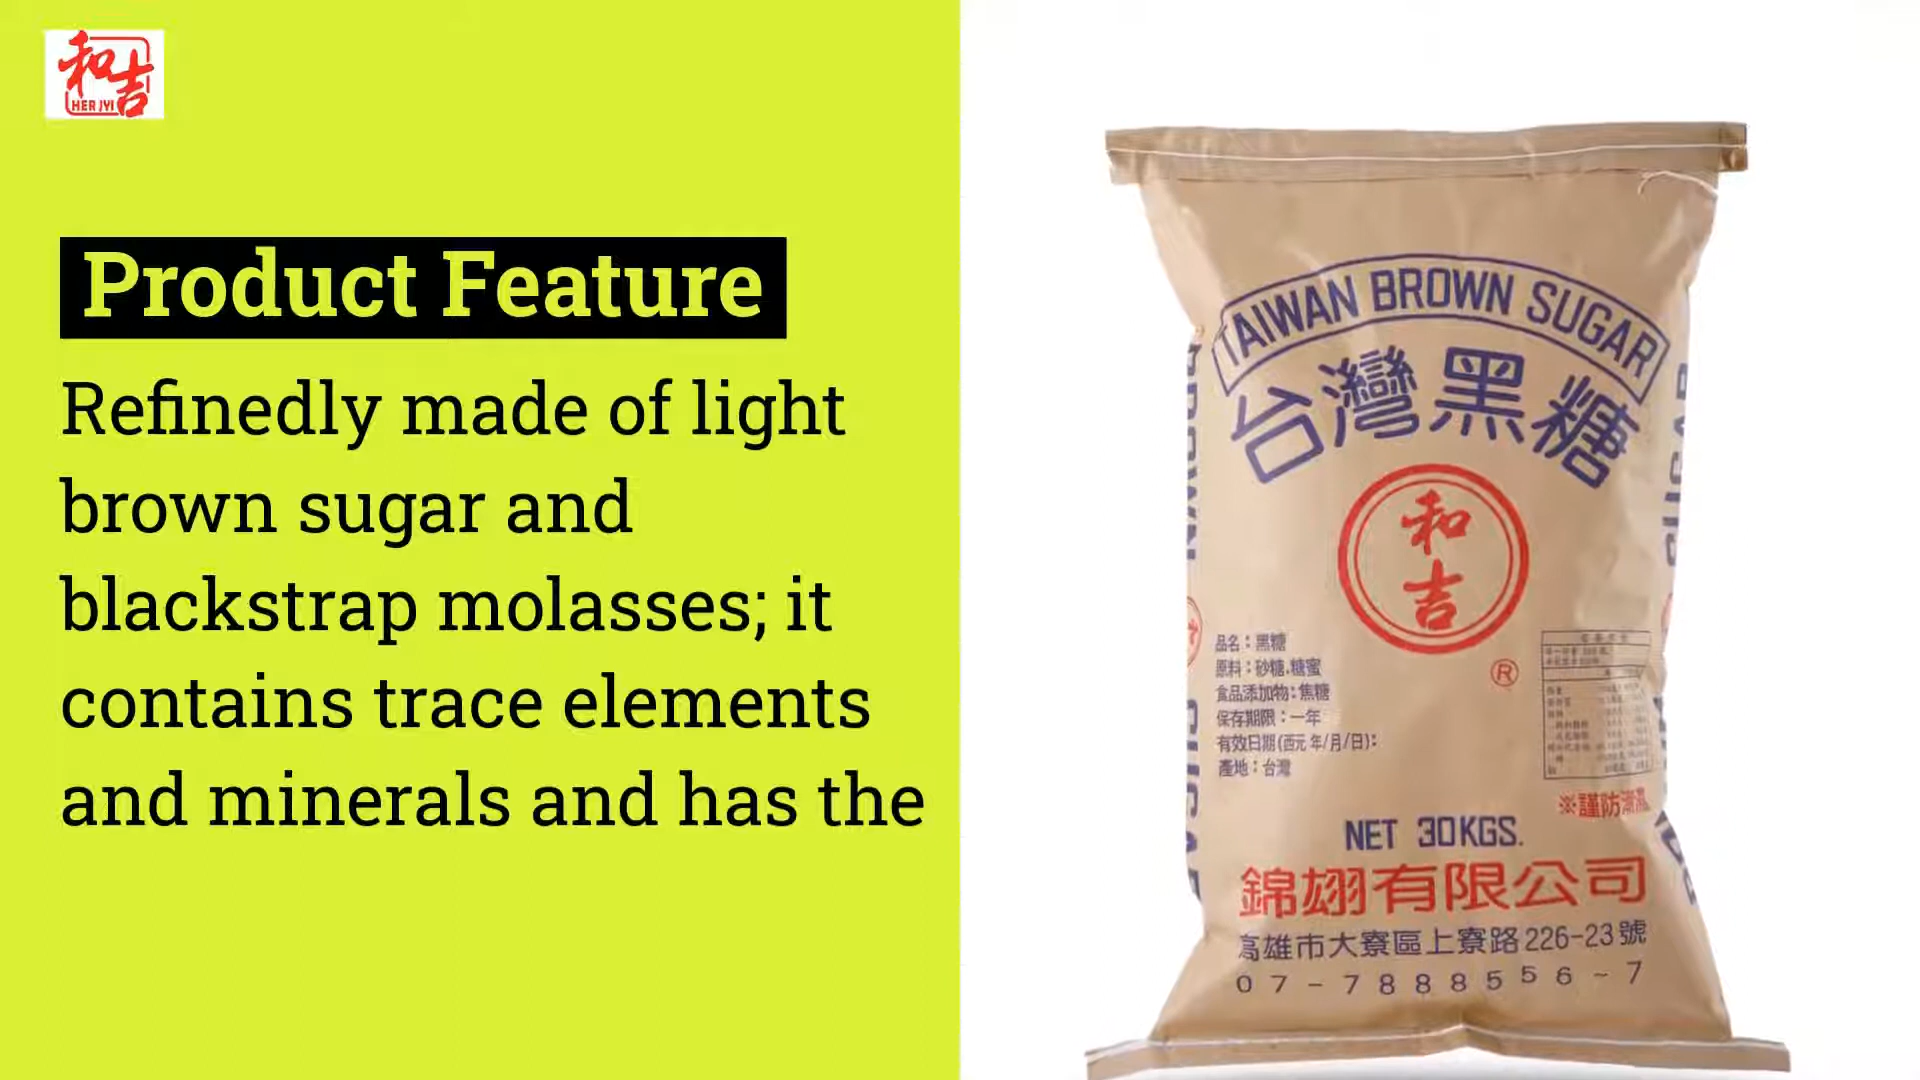 和吉
HER JYI
Product Feature
Refinedly made of light
brown sugar and
blackstrap molasses; it
contains trace elements
and minerals and has the
TAIWAN BROWN SUGAR
台灣黑糖
和
吉
®
品名：黑糖
原料：砂糖.糖蜜
食品添加物：焦糖
保存期限：一年
有效日期(西元 年/月/日)：
產地：台灣
※謹防潮濕
NET 30KGS.
錦翃有限公司
高雄市大寮區上寮路226-23號
07-7888556~7